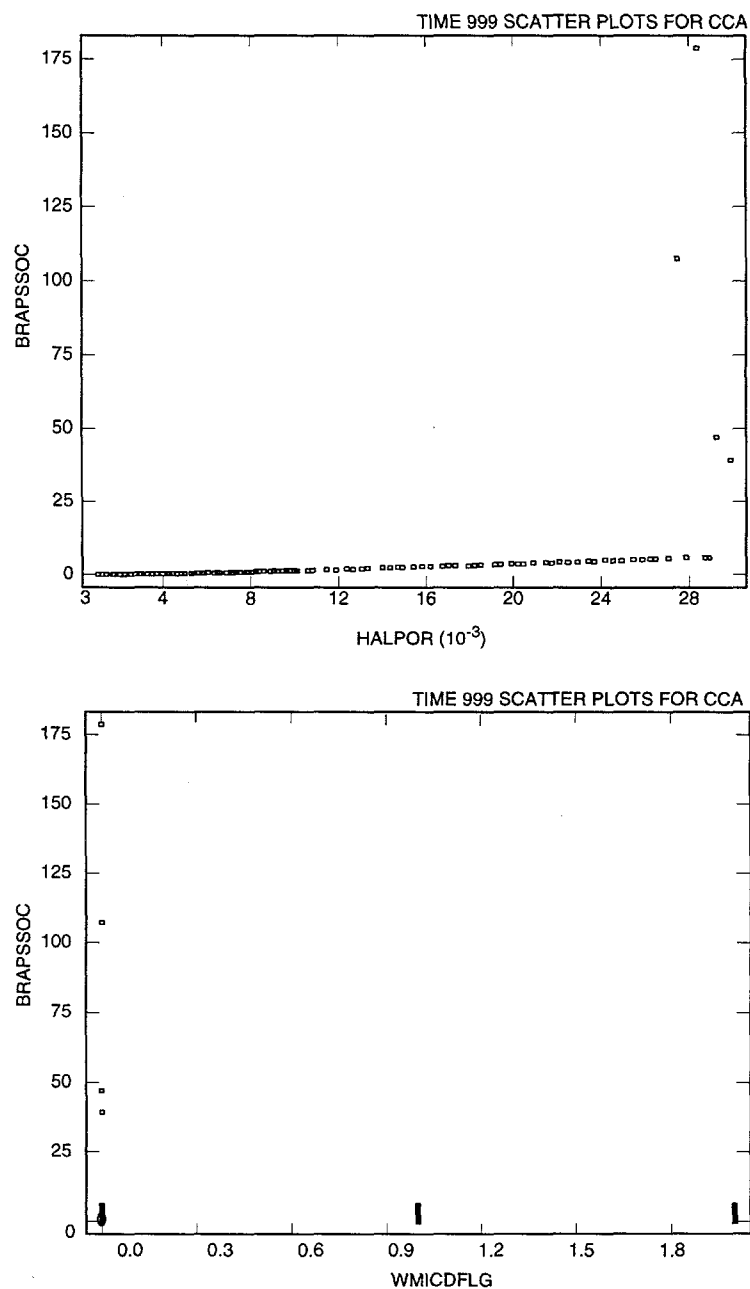 TIME 999 SCATTER PLOTS FOR CCA
175
150
125
100
75
50
25
0
BRAPSSOC
3 4 8 12 16 20 24 28
HALPOR (10-3)
TIME 999 SCATTER PLOTS FOR CCA
175
150
125
100
75
50
25
0
BRAPSSOC
0.0 0.3 0.6 0.9 1.2 1.5 1.8
WMICDFLG